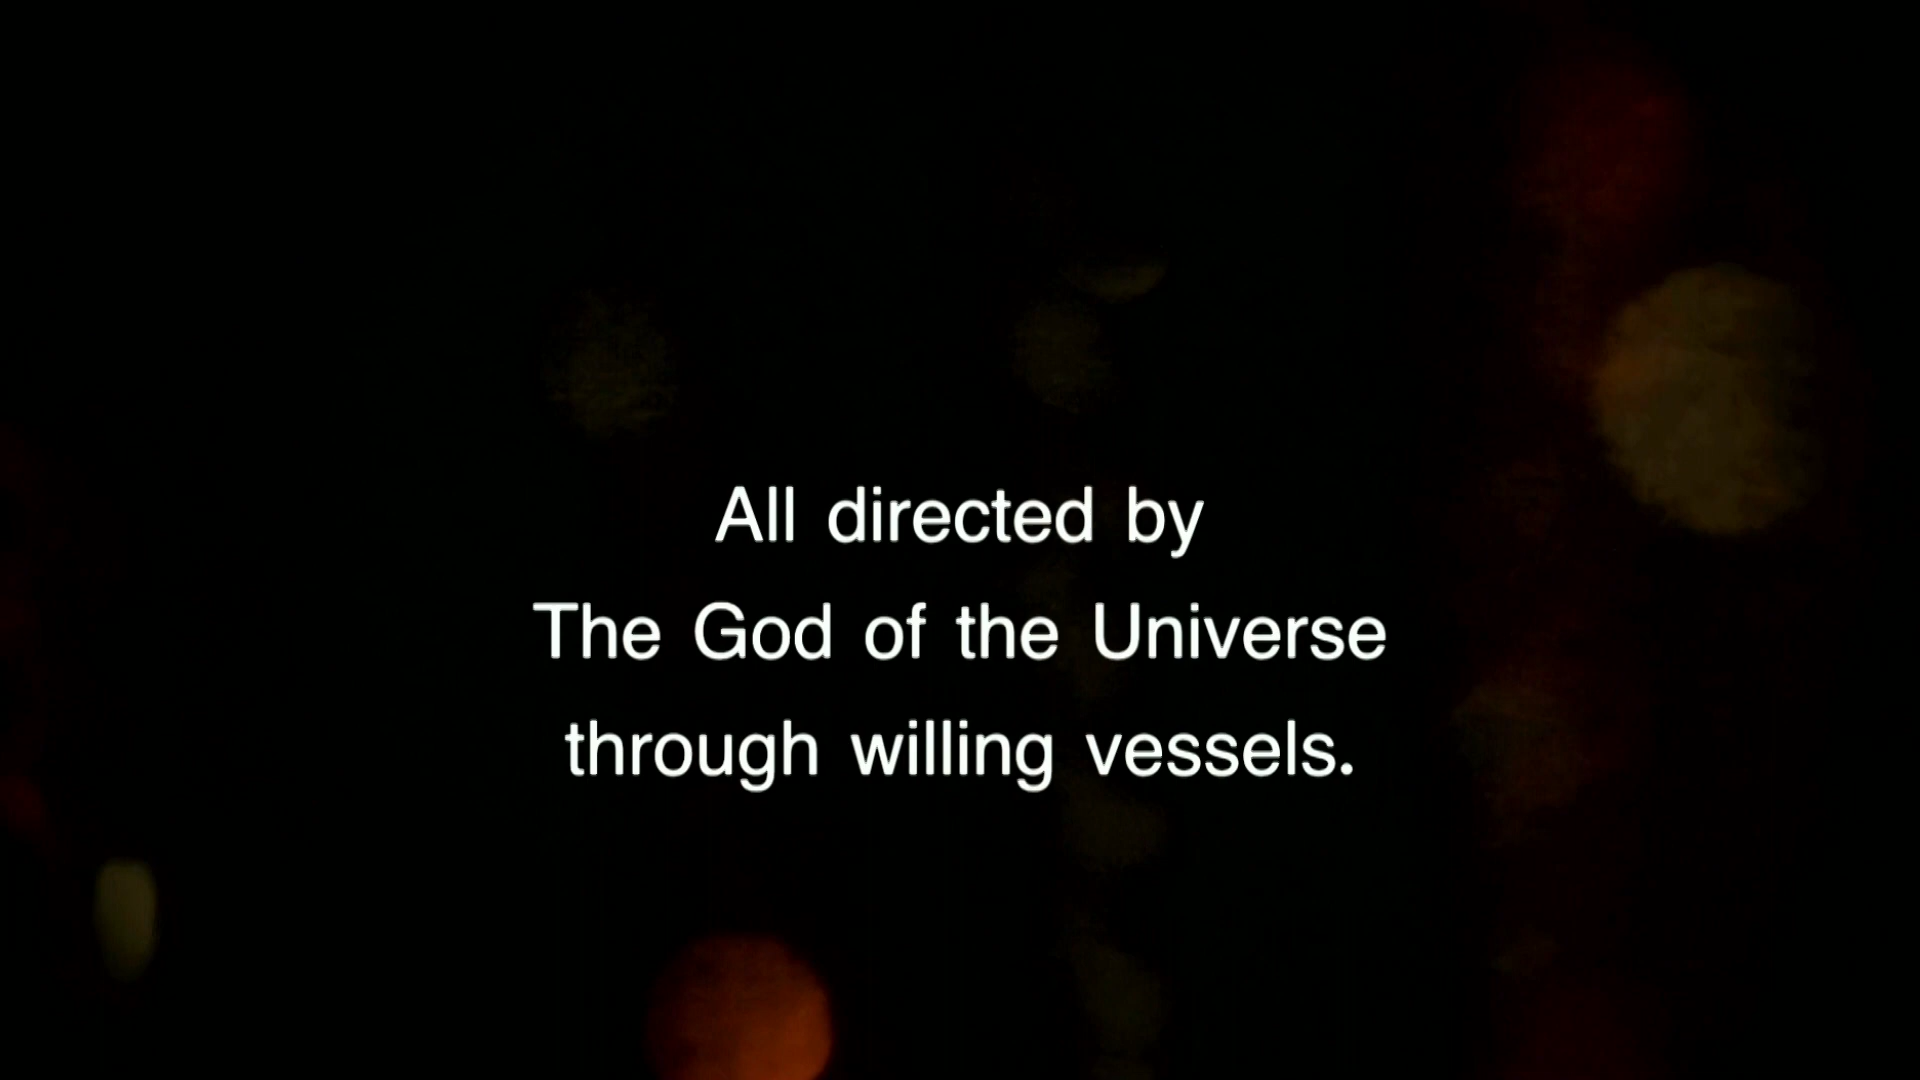 All directed by
The God of the Universe
through willing vessels.